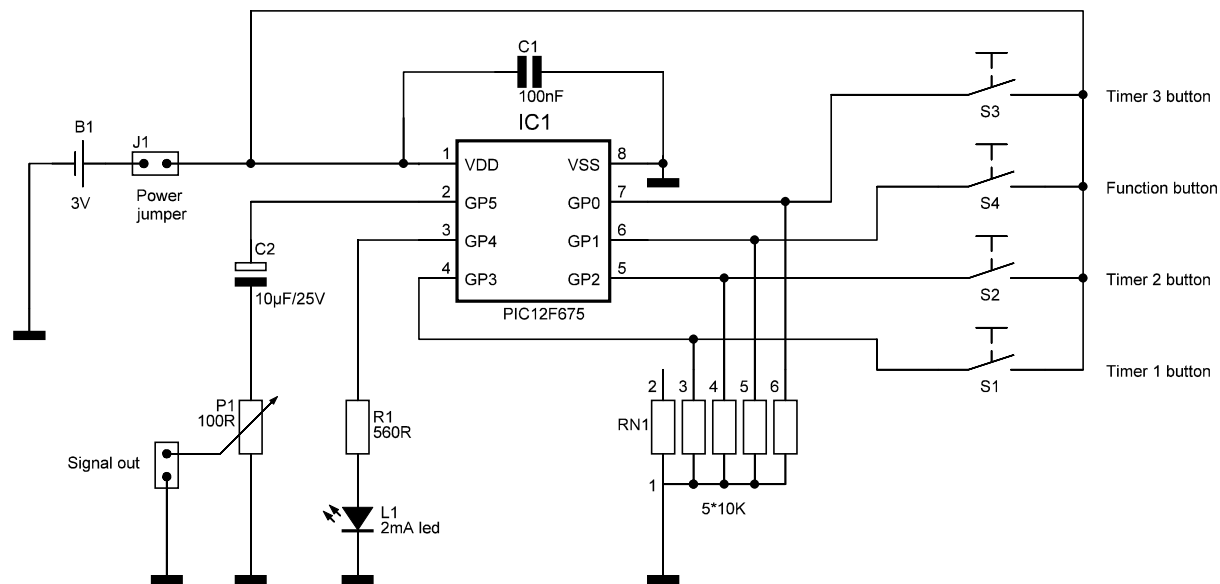 C1
100nF
IC1
S3
Timer 3 button
B1
3V
J1
Power
jumper
1
VDD
VSS
8
2
GP5
GP0
7
3
GP4
GP1
6
4
GP3
GP2
5
PIC12F675
S4
Function button
S2
Timer 2 button
S1
Timer 1 button
C2
10µF/25V
P1
100R
Signal out
R1
560R
L1
2mA led
2
3
4
5
6
RN1
1
5*10K